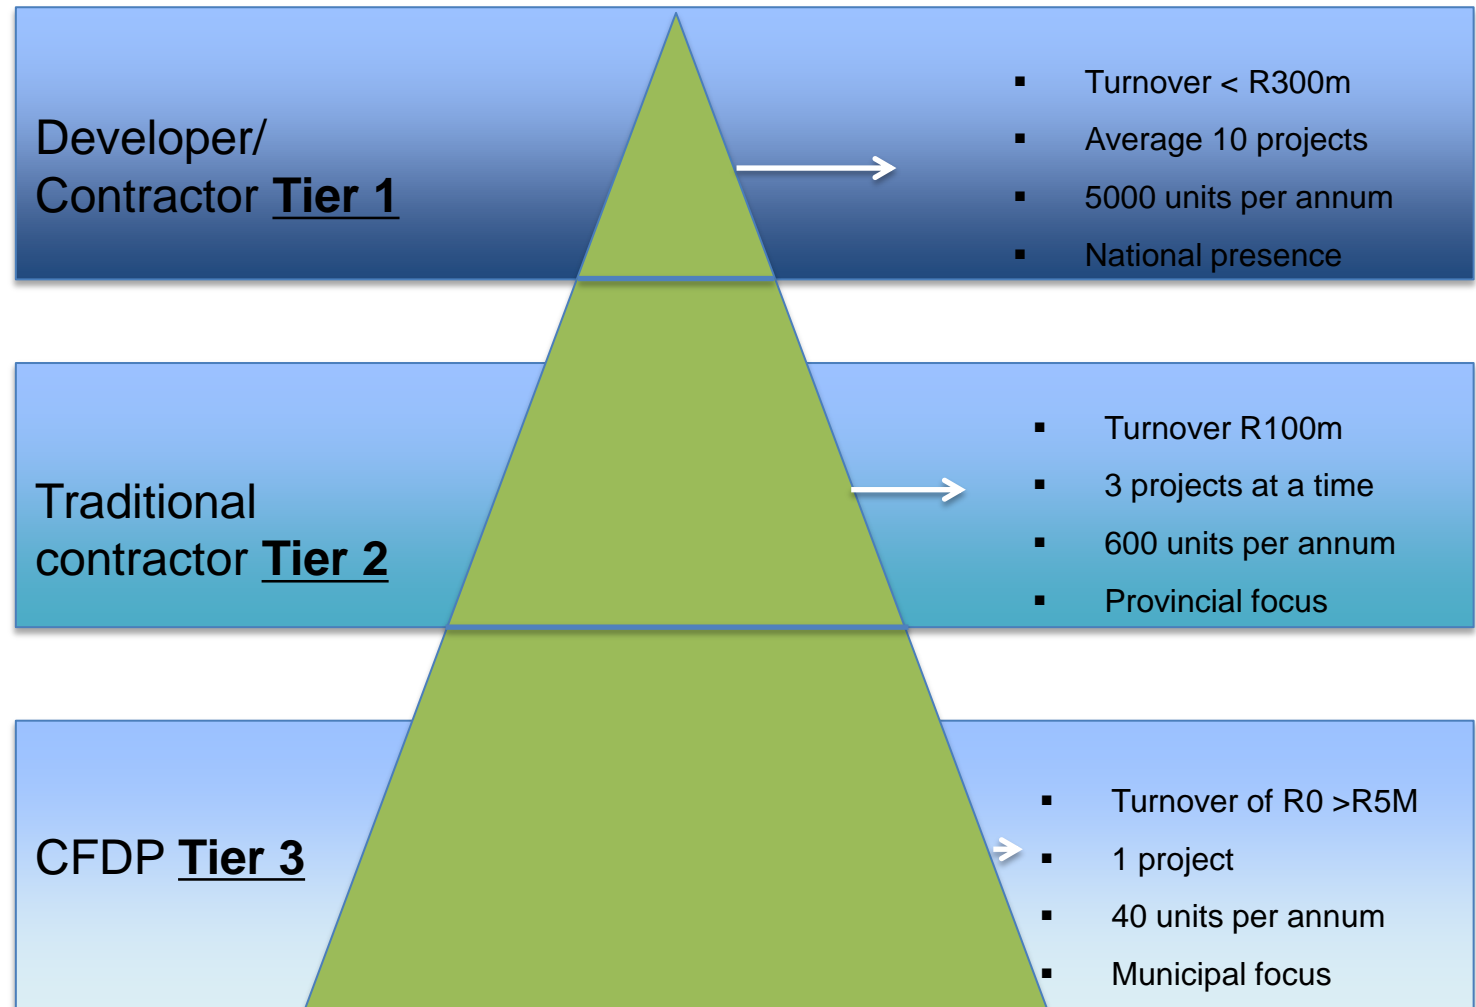 Developer/
Contractor Tier 1
▪ Turnover < R300m
▪ Average 10 projects
▪ 5000 units per annum
▪ National presence
Traditional
contractor Tier 2
▪ Turnover R100m
▪ 3 projects at a time
▪ 600 units per annum
▪ Provincial focus
CFDP Tier 3
▪ Turnover of R0 >R5M
▪ 1 project
▪ 40 units per annum
▪ Municipal focus